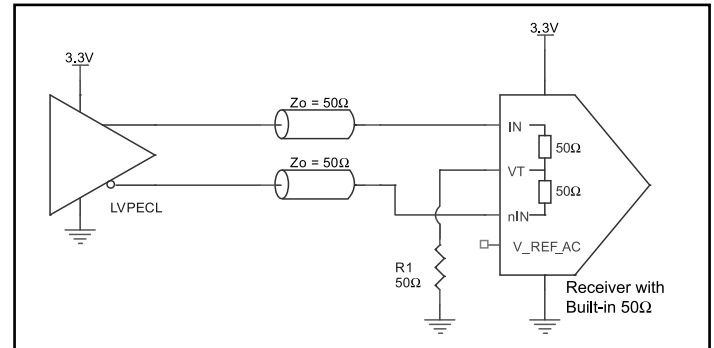 3.3V
3.3V
Zo = 50Ω
IN
50Ω
Zo = 50Ω
VT
50Ω
LVPECL
nIN
V_REF_AC
R1
50Ω
Receiver with
Built-in 50Ω